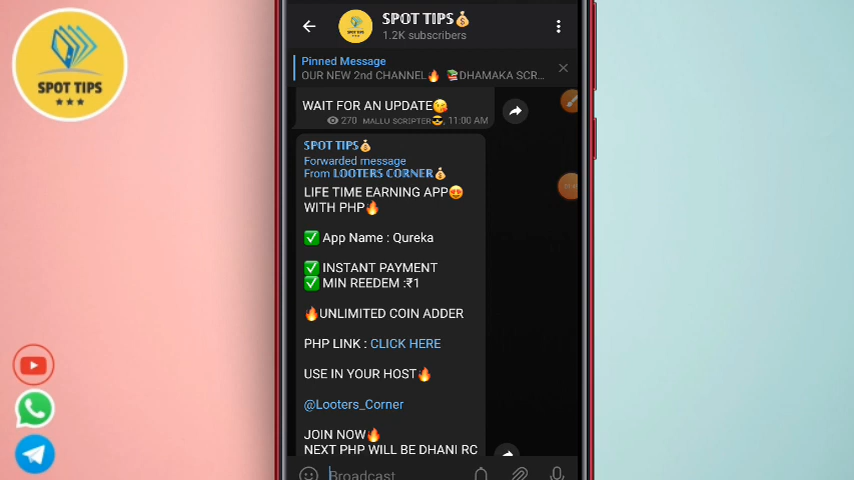 SPOT TIPS
SPOT TIPS💰
1.2K subscribers
Pinned Message
OUR NEW 2nd CHANNEL🔥 DHAMAKA SCR...
WAIT FOR AN UPDATE😘
270 MALLU SCRIPTER😎, 11:00 AM
SPOT TIPS💰
Forwarded message
From LOOTERS CORNER💰
LIFE TIME EARNING APP😍
WITH PHP🔥
✅ App Name : Qureka
✅ INSTANT PAYMENT
✅ MIN REEDEM :₹1
🔥UNLIMITED COIN ADDER
PHP LINK : CLICK HERE
USE IN YOUR HOST🔥
@Looters_Corner
JOIN NOW🔥
NEXT PHP WILL BE DHANI RC
Broadcast